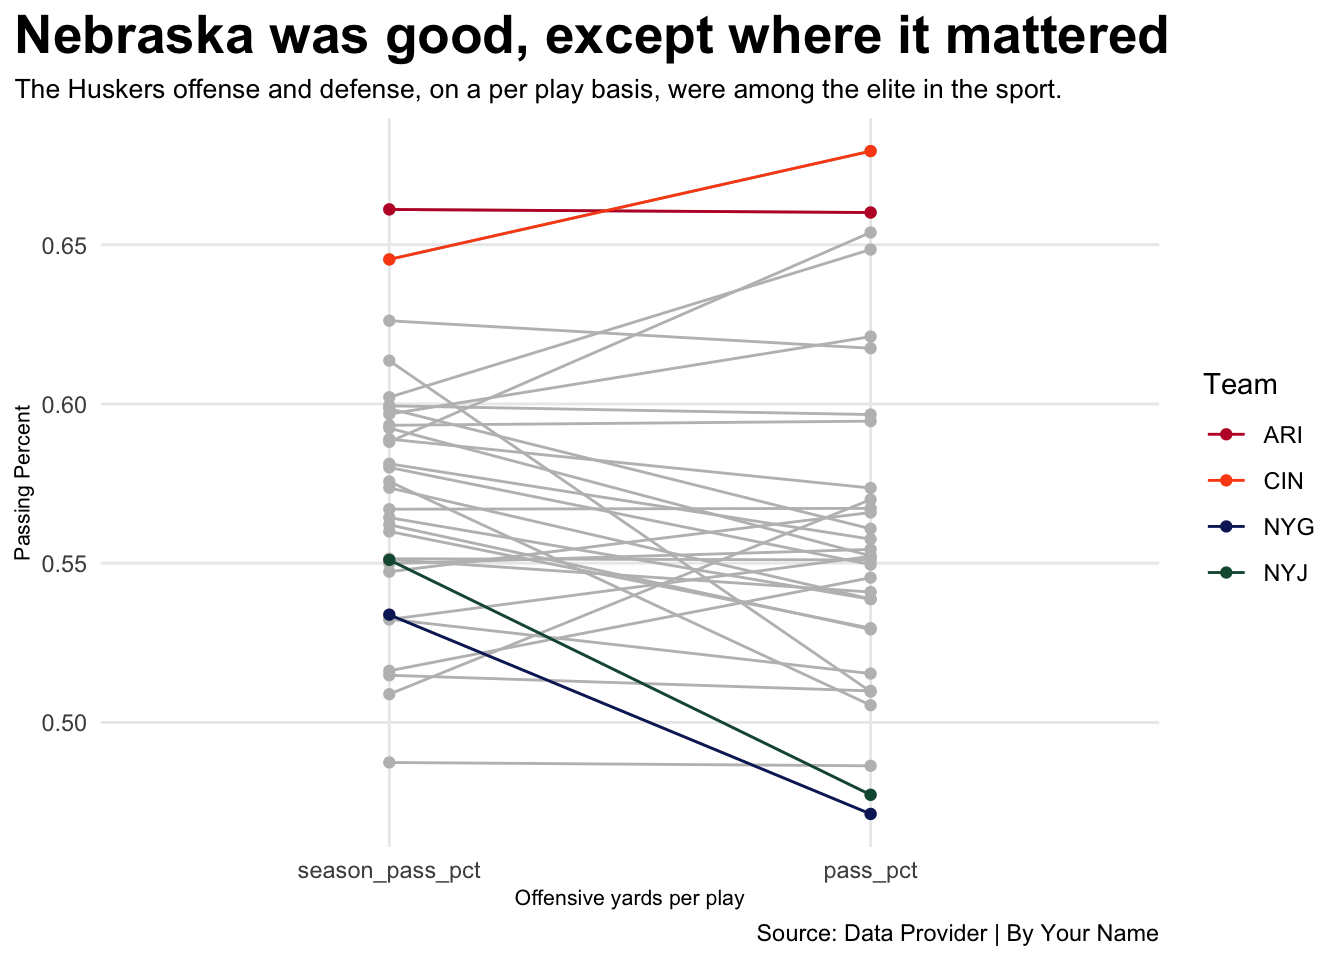 Nebraska was good, except where it mattered
The Huskers offense and defense, on a per play basis, were among the elite in the sport.
Passing Percent
0.65
0.60
0.55
0.50
season_pass_pct
pass_pct
Offensive yards per play
Team
ARI
CIN
NYG
NYJ
Source: Data Provider | By Your Name